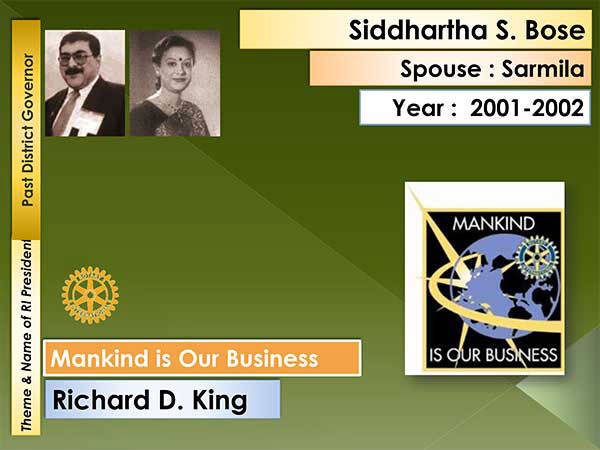 Siddhartha S. Bose
Spouse : Sarmila
Year : 2001-2002
Past District Governor
Theme & Name of RI President
MANKIND
IS OUR BUSINESS
Mankind is Our Business
Richard D. King